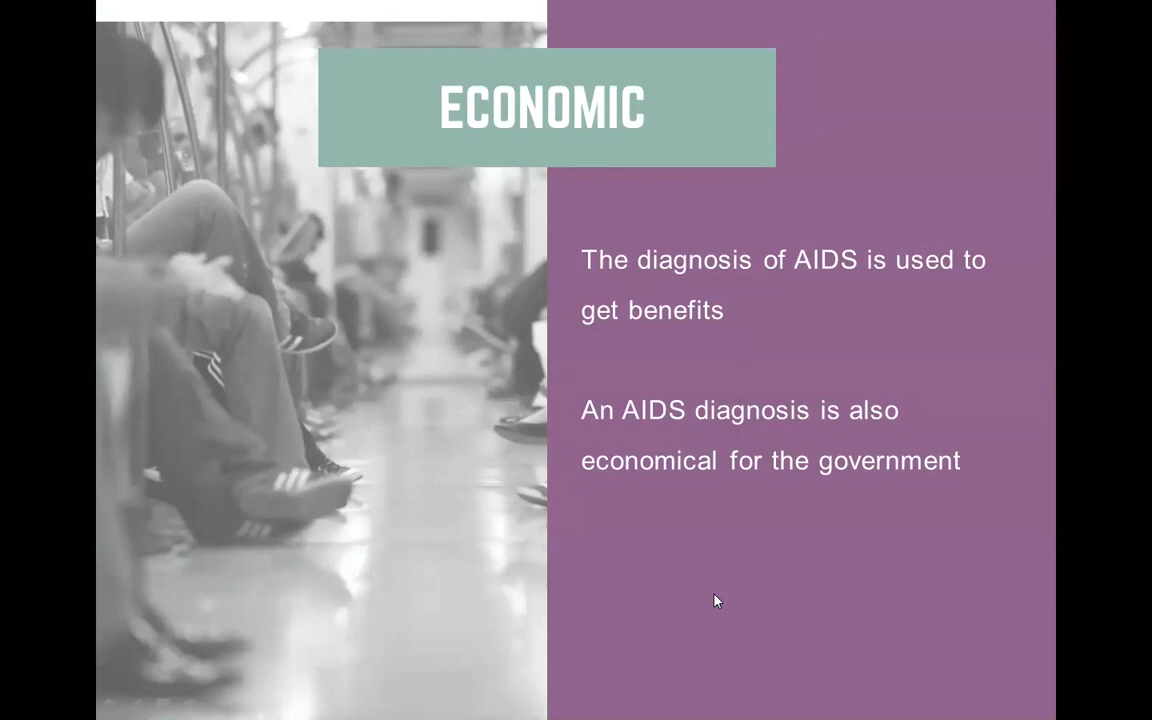 ECONOMIC
The diagnosis of AIDS is used to
get benefits
An AIDS diagnosis is also
economical for the government